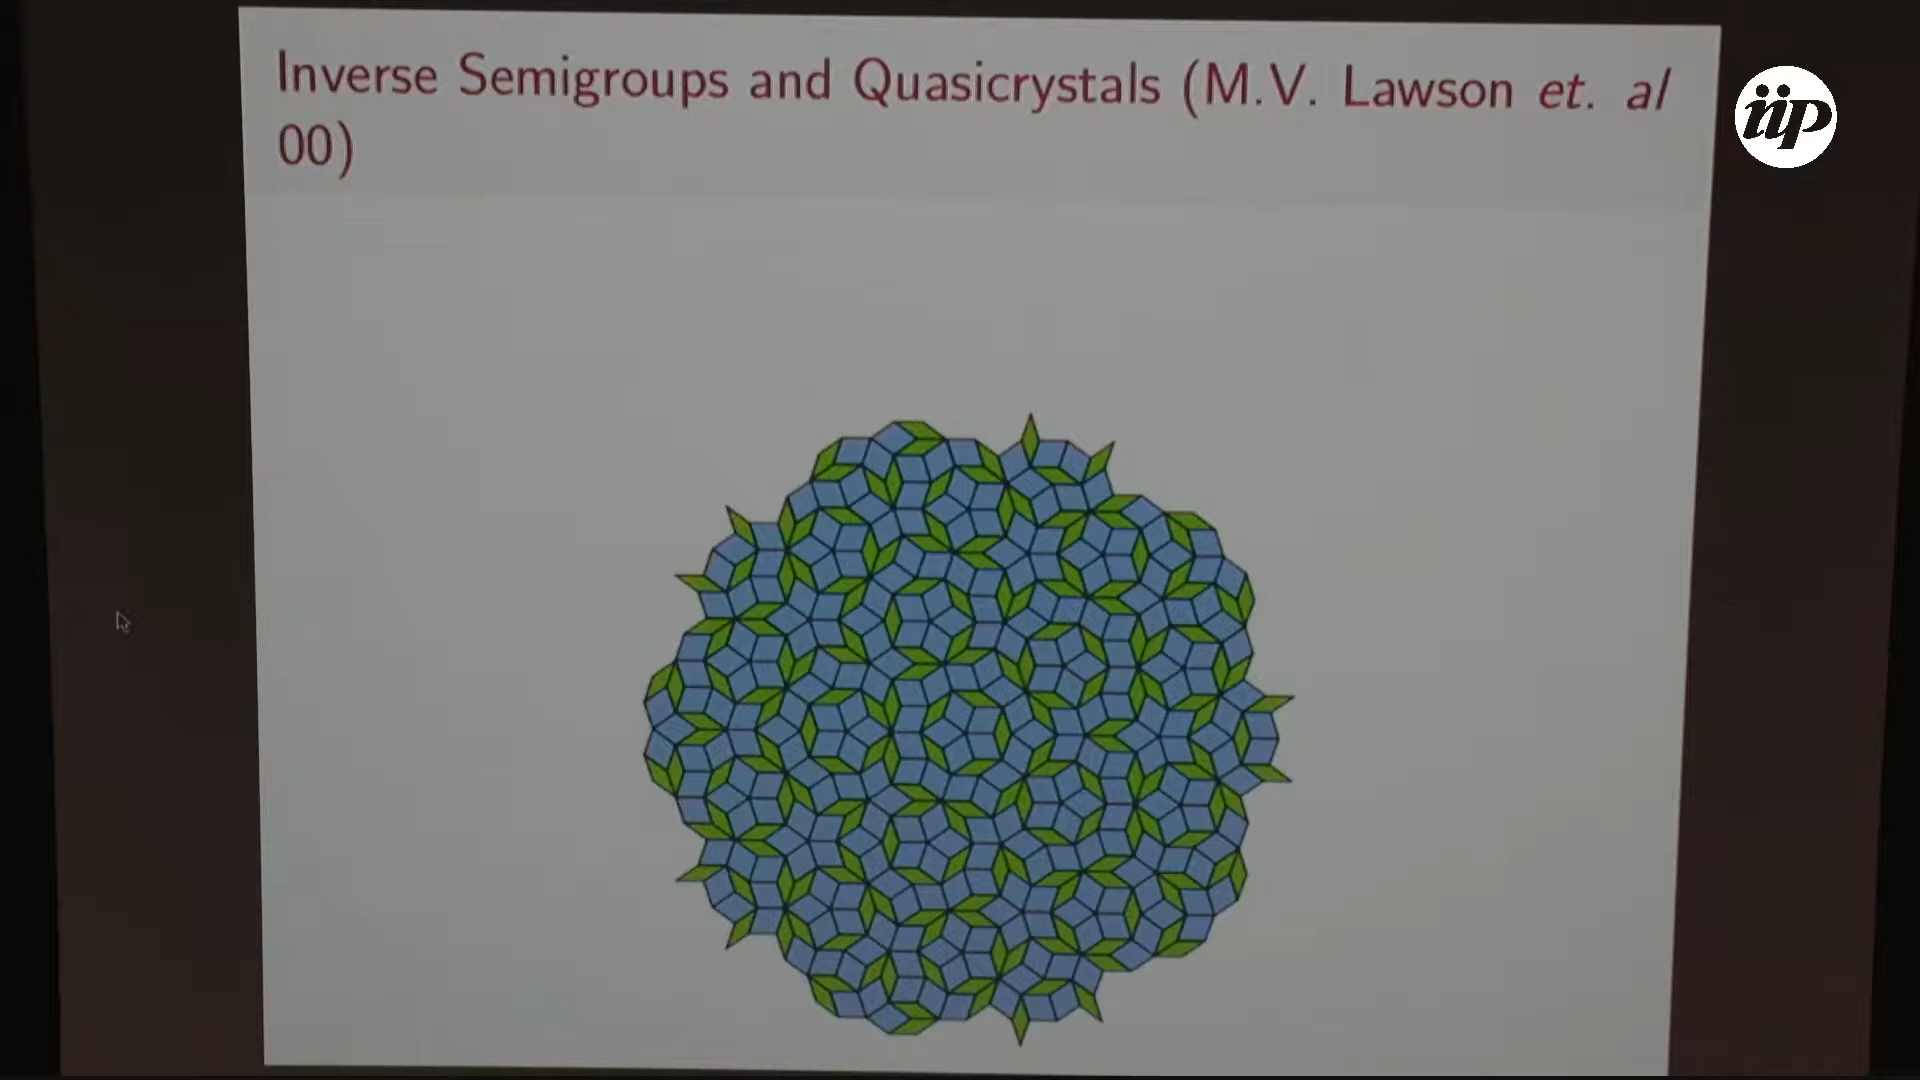 Inverse Semigroups and Quasicrystals (M.V. Lawson et. al
00)
iip